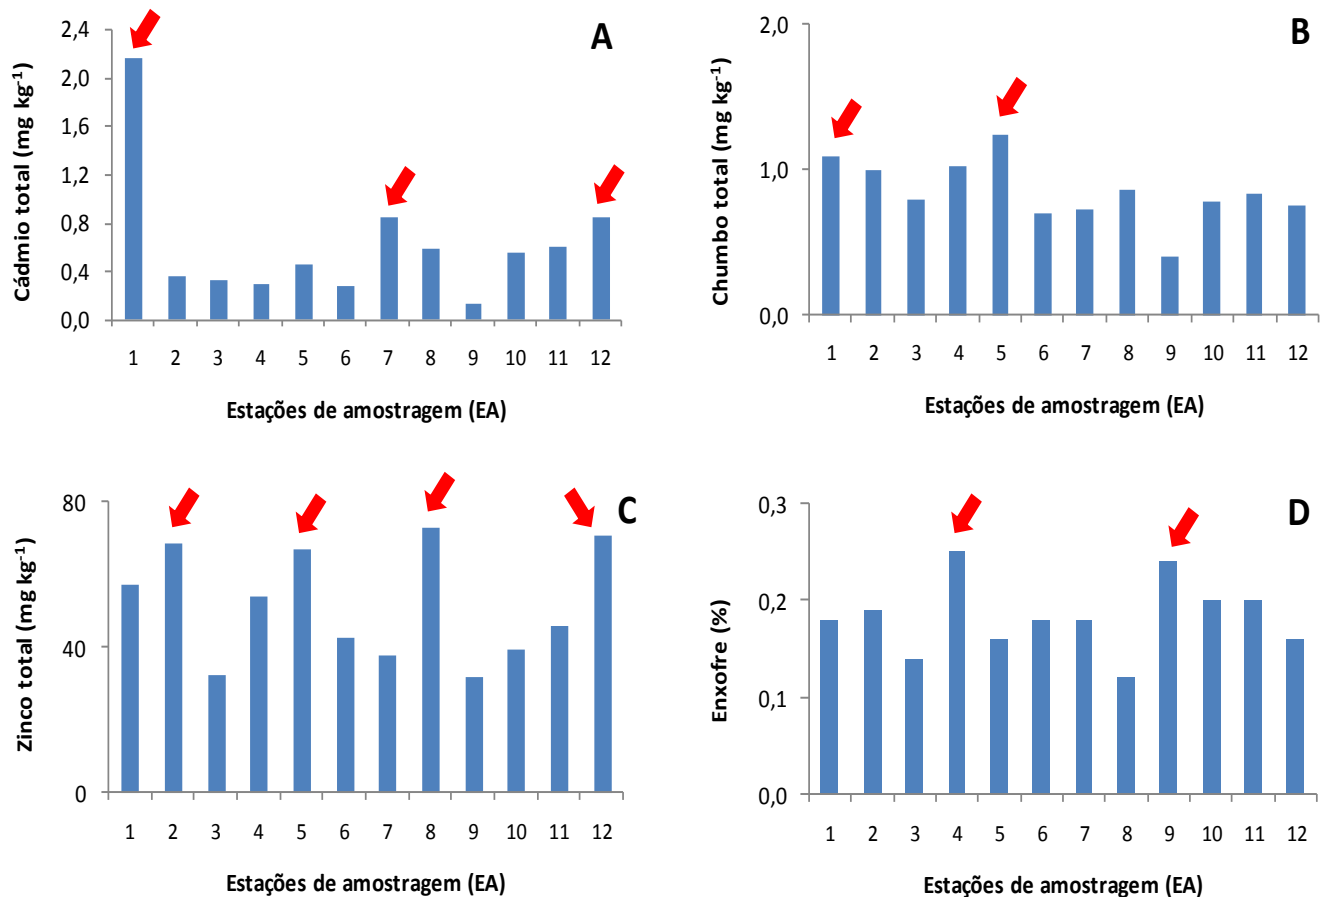 A
Cádmio total (mg kg-1)
2,4
2,0
1,6
1,2
0,8
0,4
0,0
1 2 3 4 5 6 7 8 9 10 11 12
Estações de amostragem (EA)
B
Chumbo total (mg kg-1)
2,0
1,0
0,0
1 2 3 4 5 6 7 8 9 10 11 12
Estações de amostragem (EA)
C
Zinco total (mg kg-1)
80
40
0
1 2 3 4 5 6 7 8 9 10 11 12
Estações de amostragem (EA)
D
Enxofre (%)
0,3
0,2
0,1
0,0
1 2 3 4 5 6 7 8 9 10 11 12
Estações de amostragem (EA)